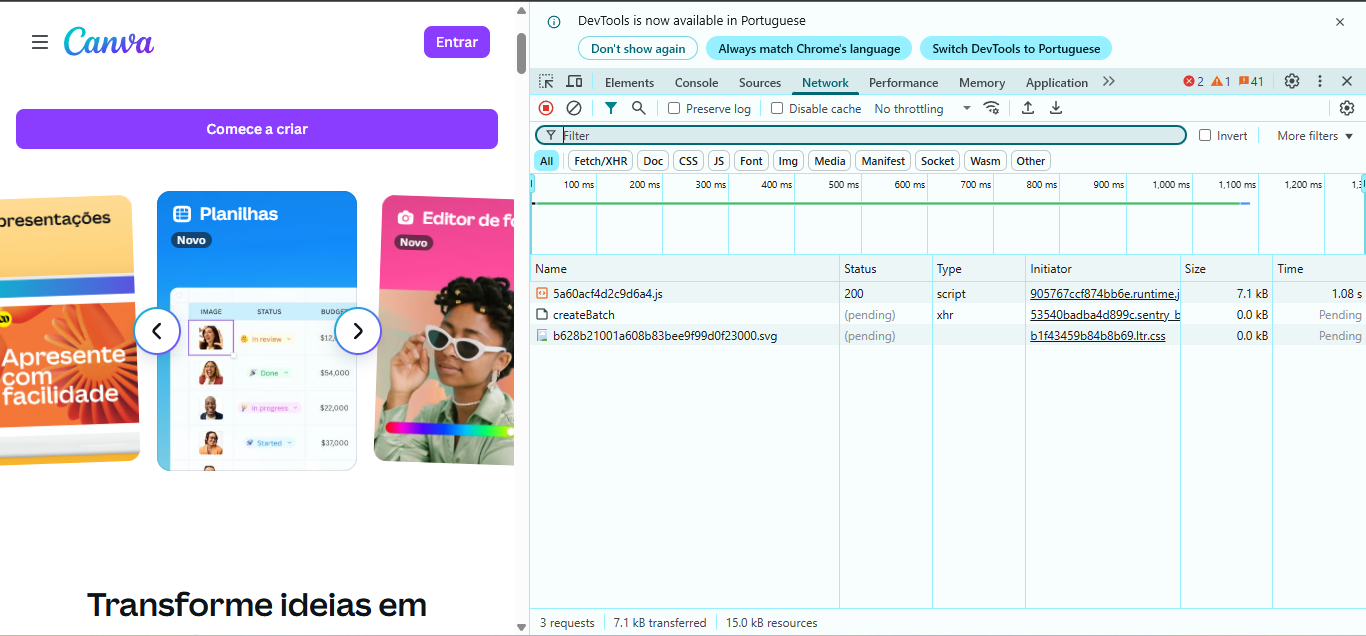 Canva
Entrar
Comece a criar
presentações
Apresente
com
facilidade
Planilhas
Novo
IMAGE STATUS
In review $12,
Done $54,000
In progress $22,000
Started $37,000
Editor de fo
Novo
Transforme ideias em
DevTools is now available in Portuguese
Don't show again Always match Chrome's language Switch DevTools to Portuguese
Elements Console Sources Network Performance Memory Application 2 1 41
Preserve log Disable cache No throttling
Filter Invert More filters
All Fetch/XHR Doc CSS JS Font Img Media Manifest Socket Wasm Other
100 ms 200 ms 300 ms 400 ms 500 ms 600 ms 700 ms 800 ms 900 ms 1,000 ms 1,100 ms 1,200 ms 1,3
Name Status Type Initiator Size Time
5a60acf4d2c9d6a4.js 200 script 905767ccf874bb6e.runtime.j 7.1 kB 1.08 s
createBatch (pending) xhr 53540badba4d899c.sentry_b 0.0 kB Pending
b628b21001a608b83bee9f99d0f23000.svg (pending) b1f43459b84b8b69.ltr.css 0.0 kB Pending
3 requests 7.1 kB transferred 15.0 kB resources